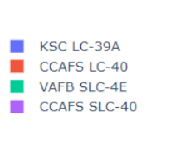 KSC LC-39A
CCAFS LC-40
VAFB SLC-4E
CCAFS SLC-40